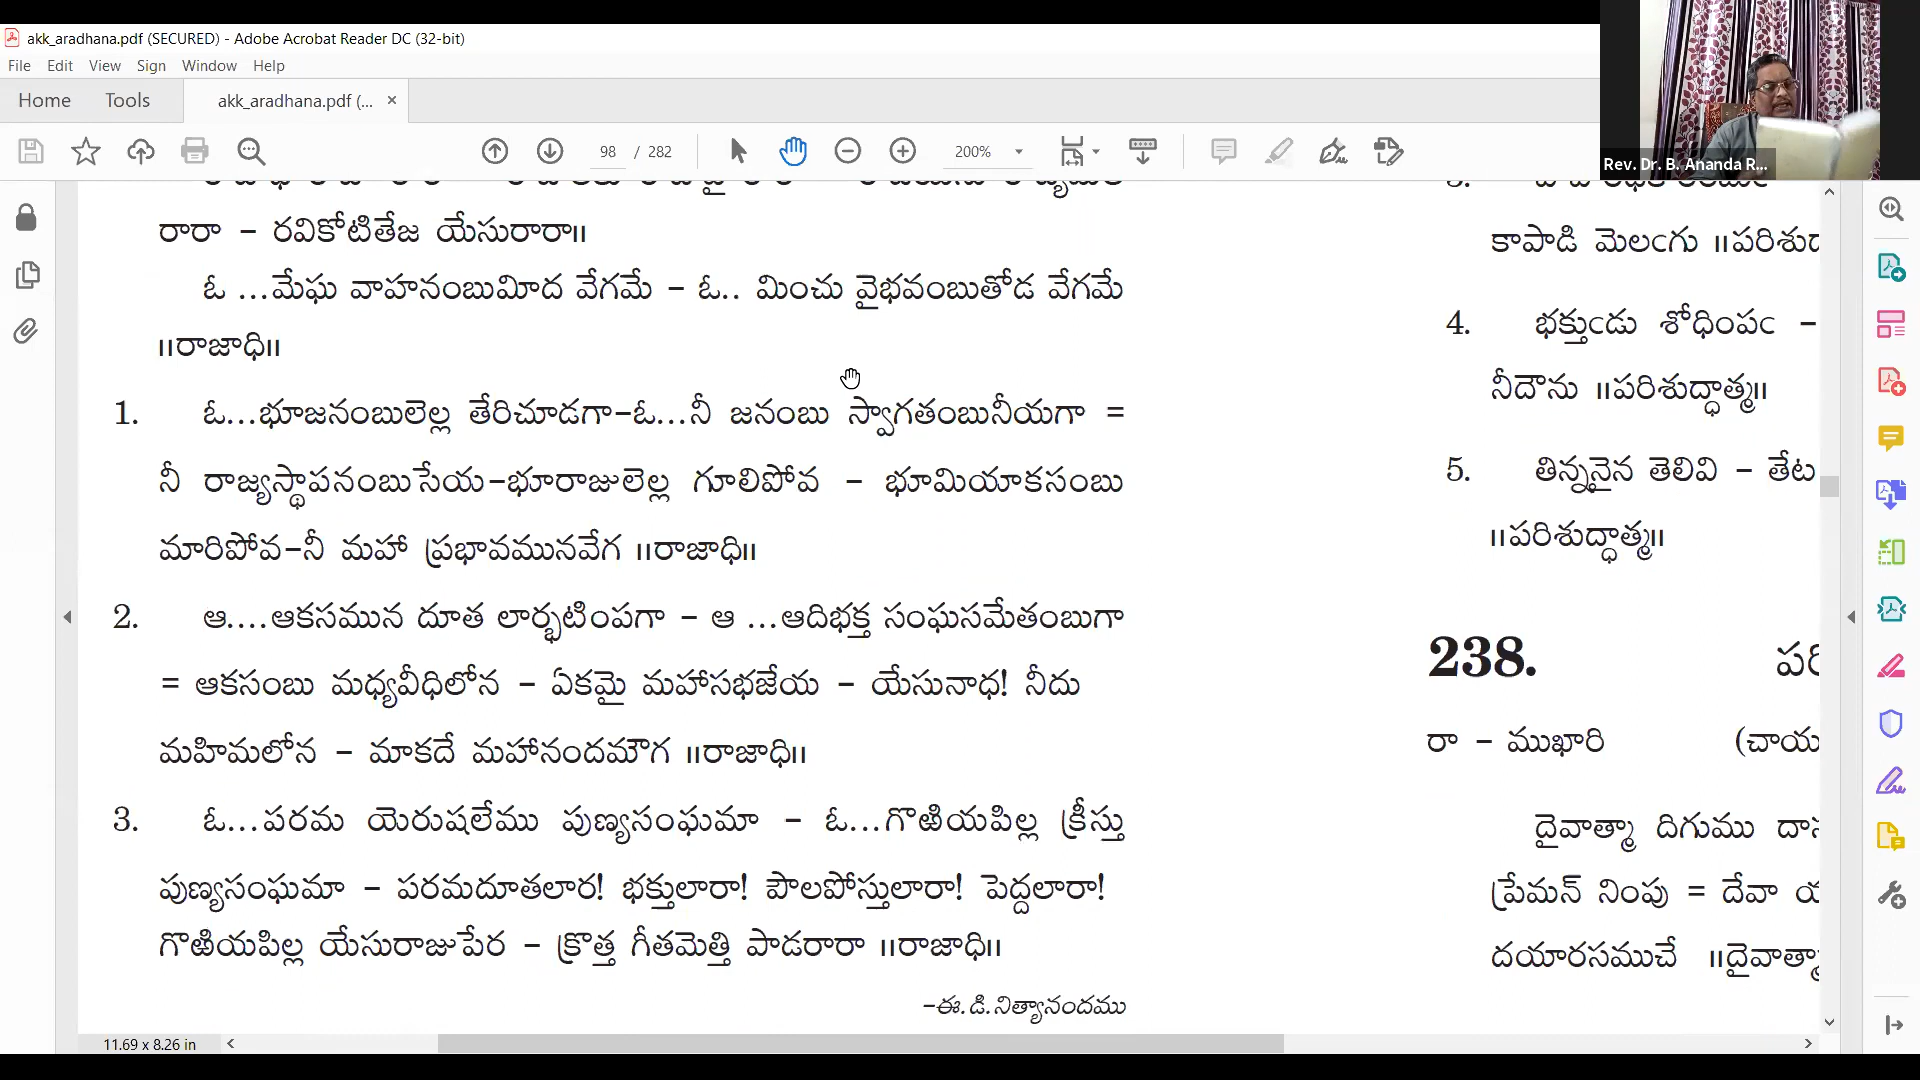 akk_aradhana.pdf (SECURED) - Adobe Acrobat Reader DC (32-bit)
File Edit View Sign Window Help
Home Tools akk_aradhana.pdf (... ×
98 / 282 200%
Rev. Dr. B. Ananda R...
రారా – రవికోటితేజ యేసురారా॥
ఓ ...మేఘ వాహనంబుమీద వేగమే – ఓ.. మించు వైభవంబుతోడ వేగమే
॥రాజాధి॥
1. ఓ...భూజనంబులెల్ల తేరిచూడగా–ఓ...నీ జనంబు స్వాగతంబునీయగా =
నీ రాజ్యస్థాపనంబుసేయ–భూరాజులెల్ల గూలిపోవ – భూమియాకసంబు
మారిపోవ–నీ మహా ప్రభావమునవేగ ॥రాజాధి॥
2. ఆ....ఆకసమున దూత లార్భటింపగా – ఆ ...ఆదిభక్త సంఘసమేతంబుగా
= ఆకసంబు మధ్యవీధిలోన – ఏకమై మహాసభజేయ – యేసునాధ! నీదు
మహిమలోన – మాకదే మహానందమౌగ ॥రాజాధి॥
3. ఓ...పరమ యెరుషలేము పుణ్యసంఘమా – ఓ...గొఱియపిల్ల క్రీస్తు
పుణ్యసంఘమా – పరమదూతలార! భక్తులారా! పౌలపోస్తులారా! పెద్దలారా!
గొఱియపిల్ల యేసురాజుపేర – క్రొత్త గీతమెత్తి పాడరారా ॥రాజాధి॥
–ఈ.డి.నిత్యానందము
కాపాడి మెలఁగు ॥పరిశుద
4. భక్తుఁడు శోధింపఁ –
నీదౌను ॥పరిశుద్ధాత్మ॥
5. తిన్ననైన తెలివి – తేట
॥పరిశుద్ధాత్మ॥
238. పరి
రా – ముఖారి (చాయ
దైవాత్మా దిగుము దాస
ప్రేమన్ నింపు = దేవా య
దయారసముచే ॥దైవాత్మా
11.69 x 8.26 in